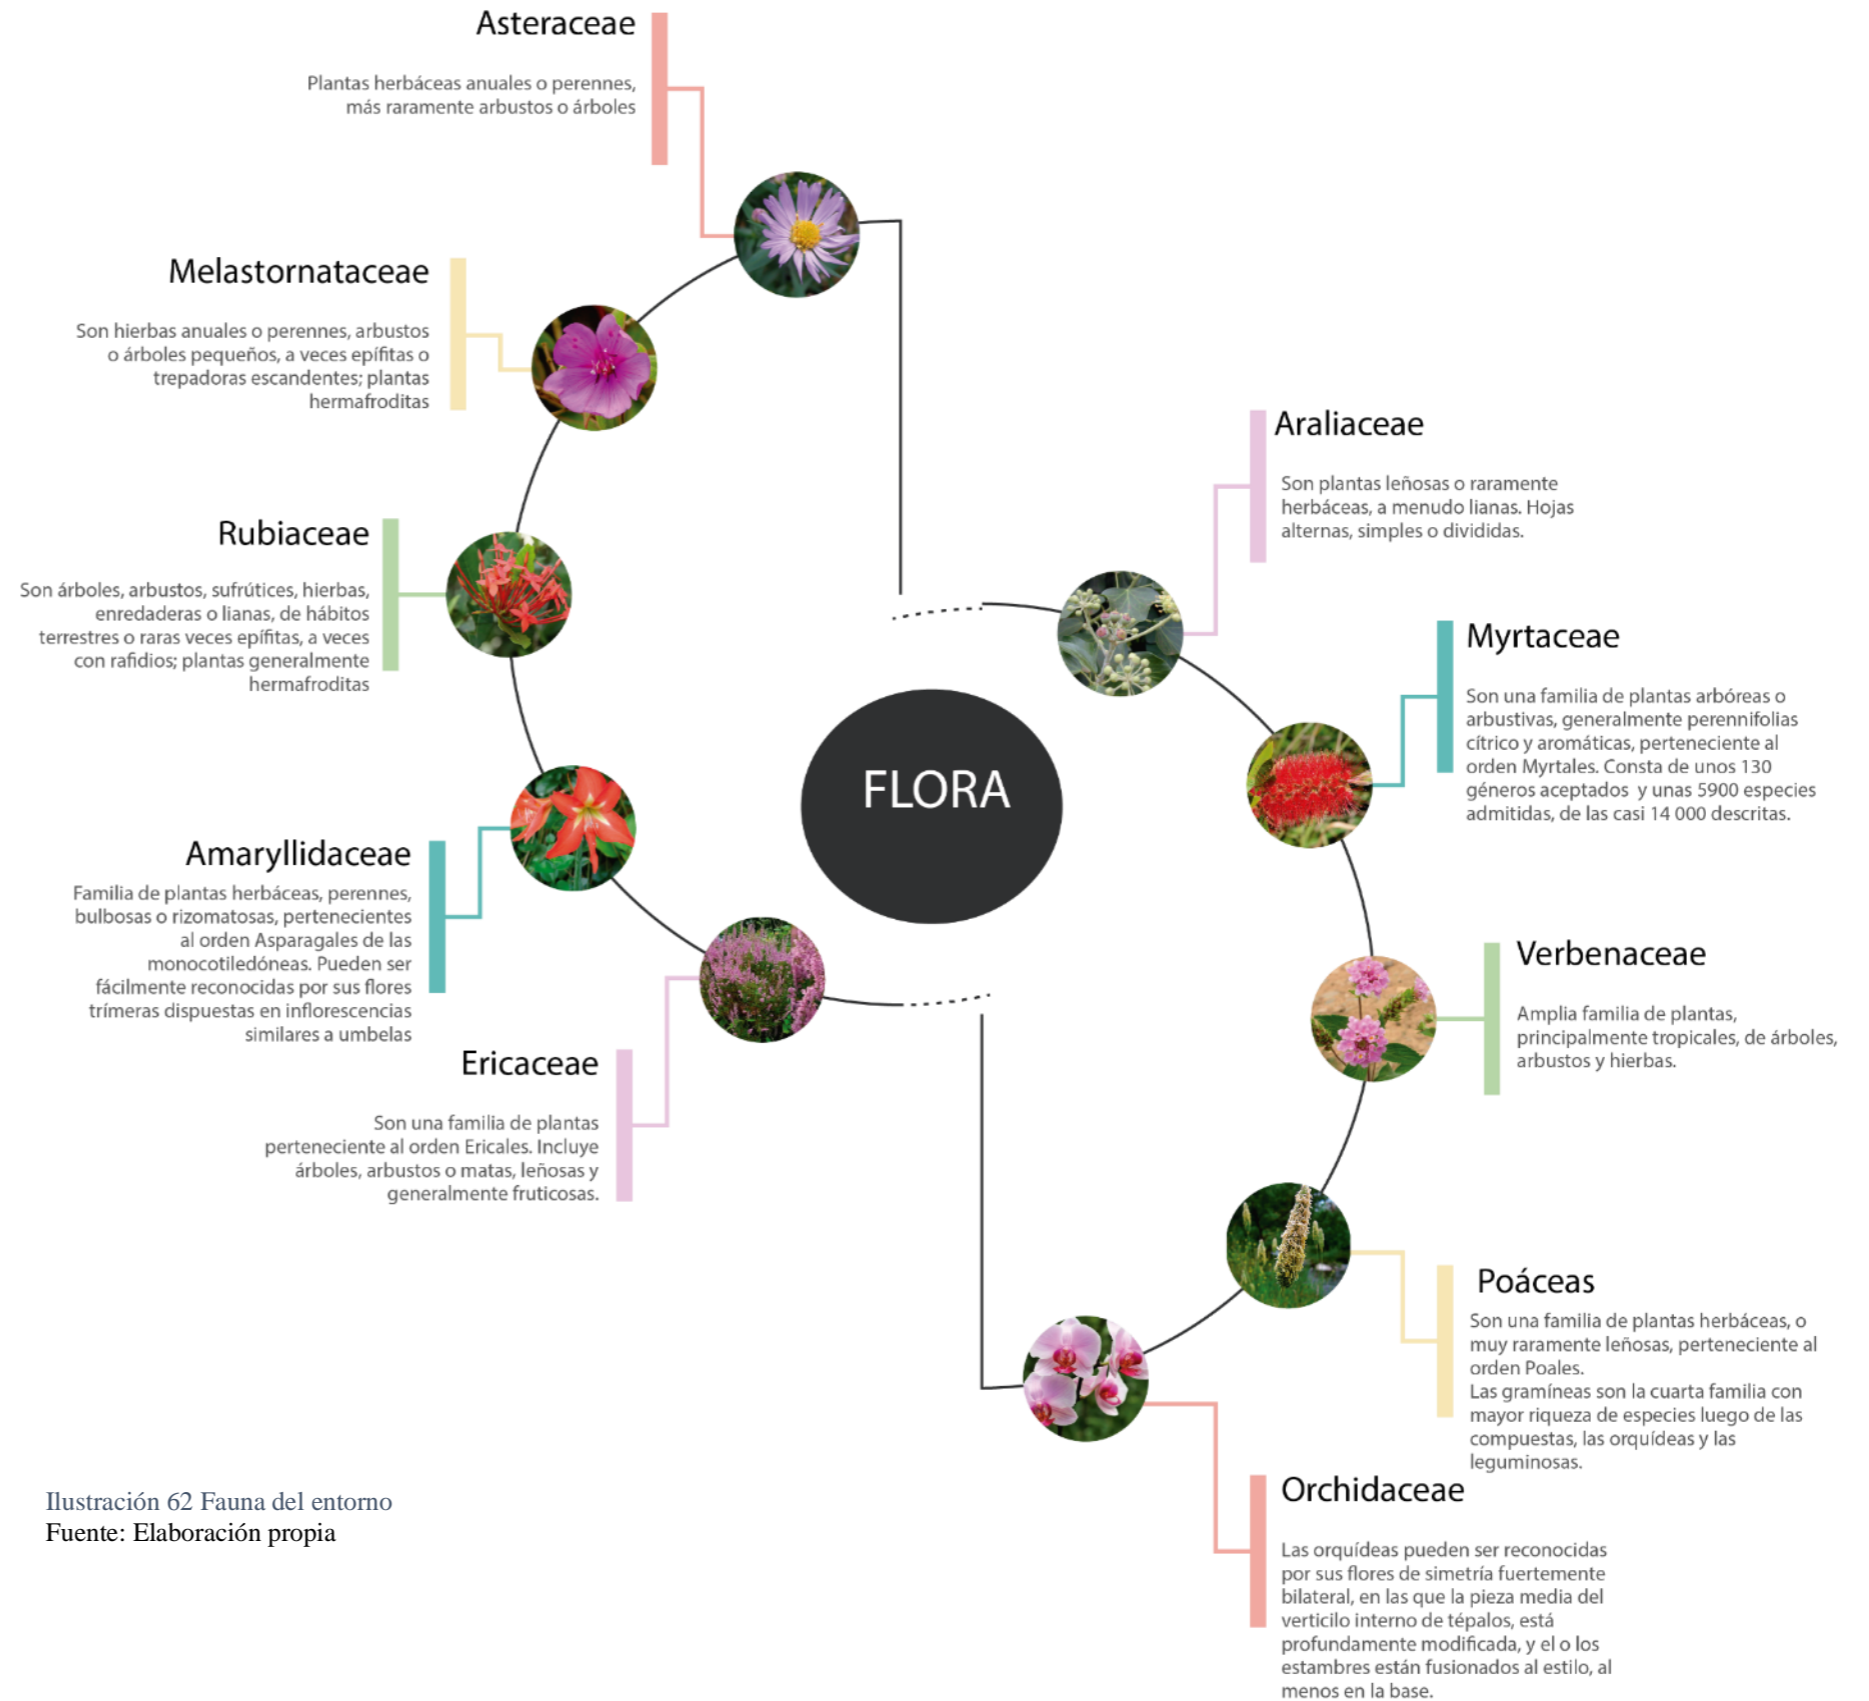 Asteraceae
Plantas herbáceas anuales o perennes,
más raramente arbustos o árboles
Melastornataceae
Son hierbas anuales o perennes, arbustos
o árboles pequeños, a veces epífitas o
trepadoras escandentes; plantas
hermafroditas
Rubiaceae
Son árboles, arbustos, sufrútices, hierbas,
enredaderas o lianas, de hábitos
terrestres o raras veces epífitas, a veces
con rafidios; plantas generalmente
hermafroditas
Amaryllidaceae
Familia de plantas herbáceas, perennes,
bulbosas o rizomatosas, pertenecientes
al orden Asparagales de las
monocotiledóneas. Pueden ser
fácilmente reconocidas por sus flores
trímeras dispuestas en inflorescencias
similares a umbelas
Ericaceae
Son una familia de plantas
perteneciente al orden Ericales. Incluye
árboles, arbustos o matas, leñosas y
generalmente fruticosas.
FLORA
Araliaceae
Son plantas leñosas o raramente
herbáceas, a menudo lianas. Hojas
alternas, simples o divididas.
Myrtaceae
Son una familia de plantas arbóreas o
arbustivas, generalmente perennifolias
cítrico y aromáticas, perteneciente al
orden Myrtales. Consta de unos 130
géneros aceptados y unas 5900 especies
admitidas, de las casi 14 000 descritas.
Verbenaceae
Amplia familia de plantas,
principalmente tropicales, de árboles,
arbustos y hierbas.
Poáceas
Son una familia de plantas herbáceas, o
muy raramente leñosas, perteneciente al
orden Poales.
Las gramíneas son la cuarta familia con
mayor riqueza de especies luego de las
compuestas, las orquídeas y las
leguminosas.
Orchidaceae
Las orquídeas pueden ser reconocidas
por sus flores de simetría fuertemente
bilateral, en las que la pieza media del
verticilo interno de tépalos, está
profundamente modificada, y el o los
estambres están fusionados al estilo, al
menos en la base.
Ilustración 62 Fauna del entorno
Fuente: Elaboración propia